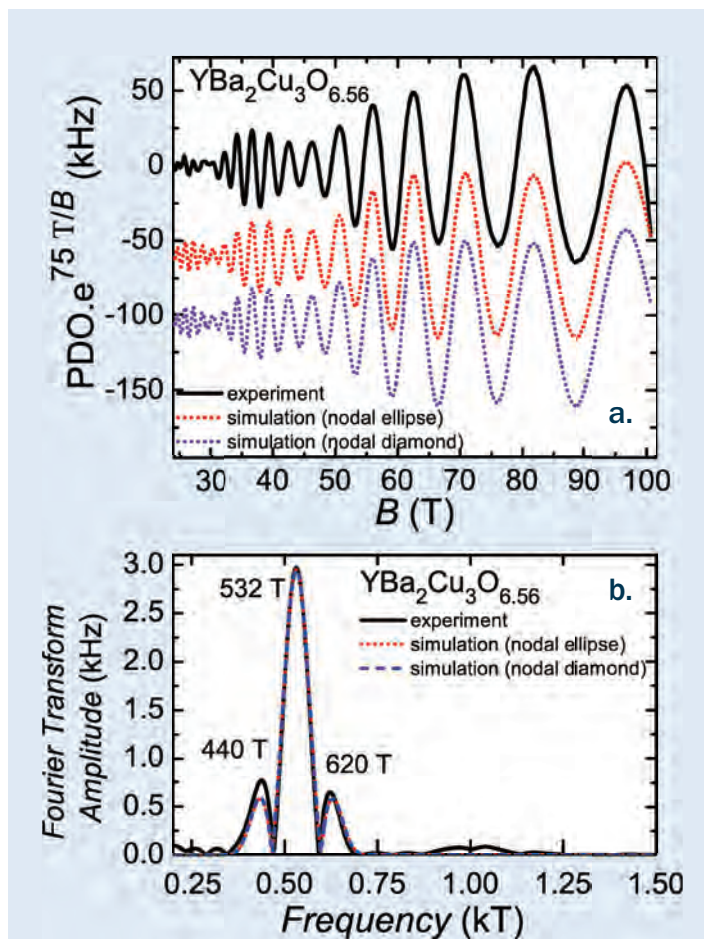 YBa₂Cu₃O₆.₅₆
PDO.e^75 T/B (kHz)
50
0
-50
-100
-150
experiment
simulation (nodal ellipse)
simulation (nodal diamond)
a.
30 40 50 60 70 80 90 100
B (T)
YBa₂Cu₃O₆.₅₆
b.
experiment
simulation (nodal ellipse)
simulation (nodal diamond)
532 T
440 T
620 T
Fourier Transform
Amplitude (kHz)
3.0
2.5
2.0
1.5
1.0
0.5
0.0
0.25 0.50 0.75 1.00 1.25 1.50
Frequency (kT)